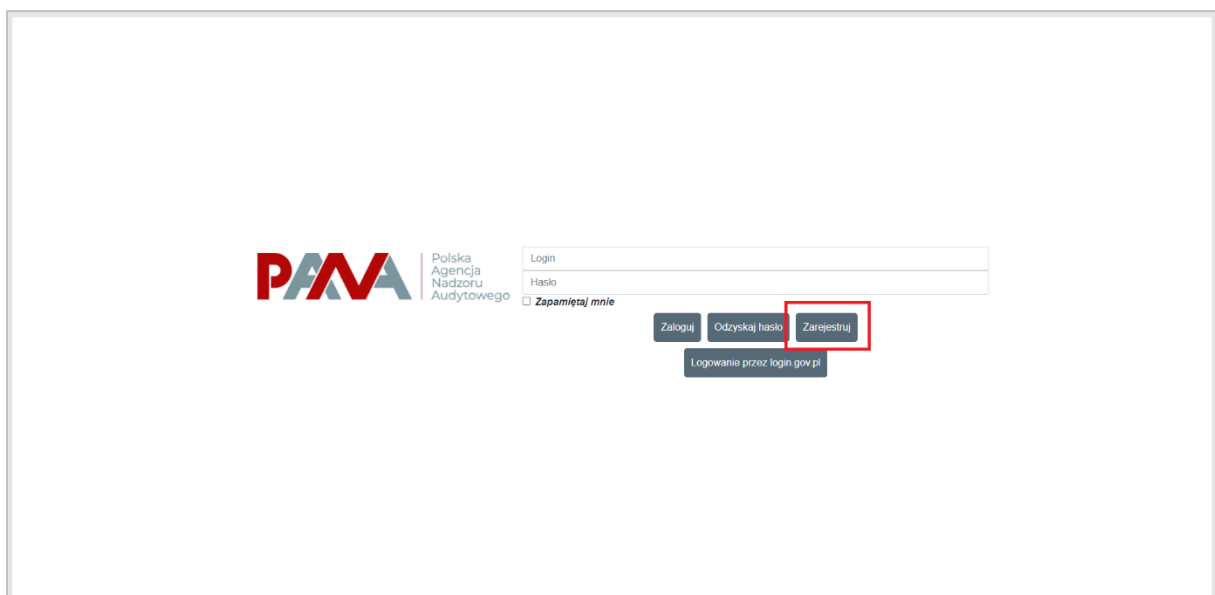 PANA
Polska
Agencja
Nadzoru
Audytowego
Login
Hasło
Zapamiętaj mnie
Zaloguj Odzyskaj hasło Zarejestruj
Logowanie przez login.gov.pl